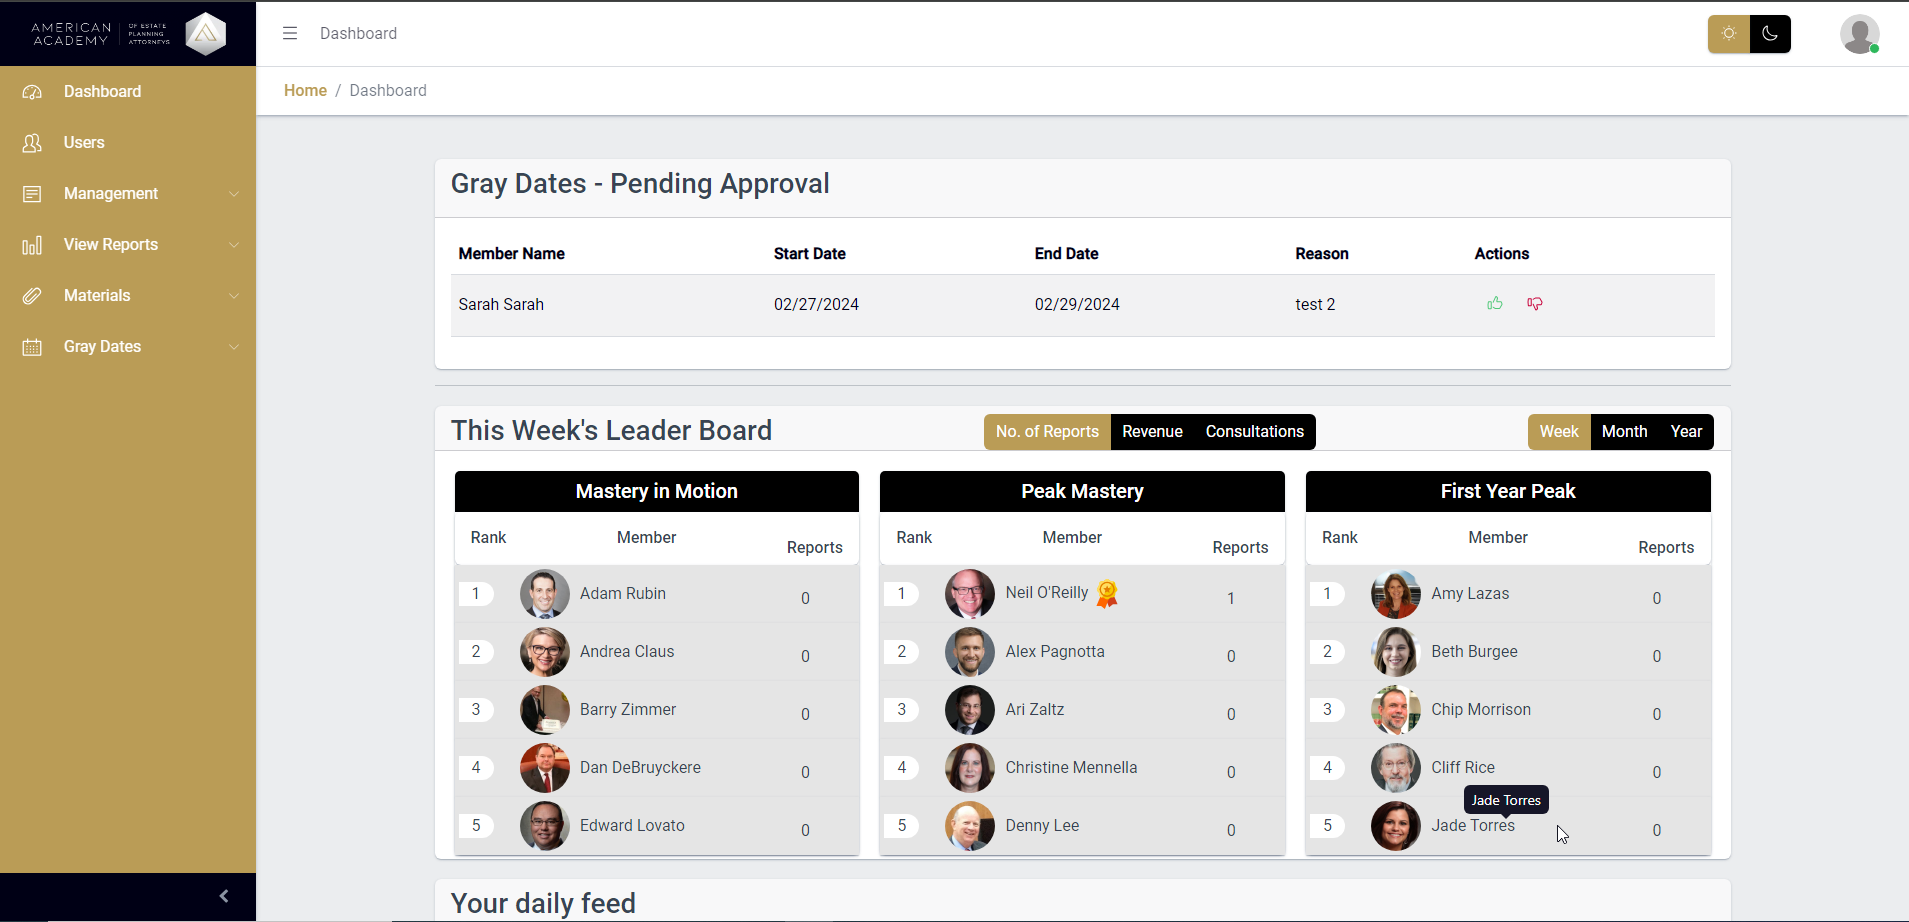 AMERICAN
ACADEMY
OF ESTATE
PLANNING
ATTORNEYS
Dashboard
Home / Dashboard
Dashboard
Users
Management
View Reports
Materials
Gray Dates
Gray Dates - Pending Approval
Member Name Start Date End Date Reason Actions
Sarah Sarah 02/27/2024 02/29/2024 test 2
This Week's Leader Board
No. of Reports Revenue Consultations
Week Month Year
Mastery in Motion
Rank Member Reports
1 Adam Rubin 0
2 Andrea Claus 0
3 Barry Zimmer 0
4 Dan DeBruyckere 0
5 Edward Lovato 0
Peak Mastery
Rank Member Reports
1 Neil O'Reilly 1
2 Alex Pagnotta 0
3 Ari Zaltz 0
4 Christine Mennella 0
5 Denny Lee 0
First Year Peak
Rank Member Reports
1 Amy Lazas 0
2 Beth Burgee 0
3 Chip Morrison 0
4 Cliff Rice 0
Jade Torres
5 Jade Torres 0
Your daily feed